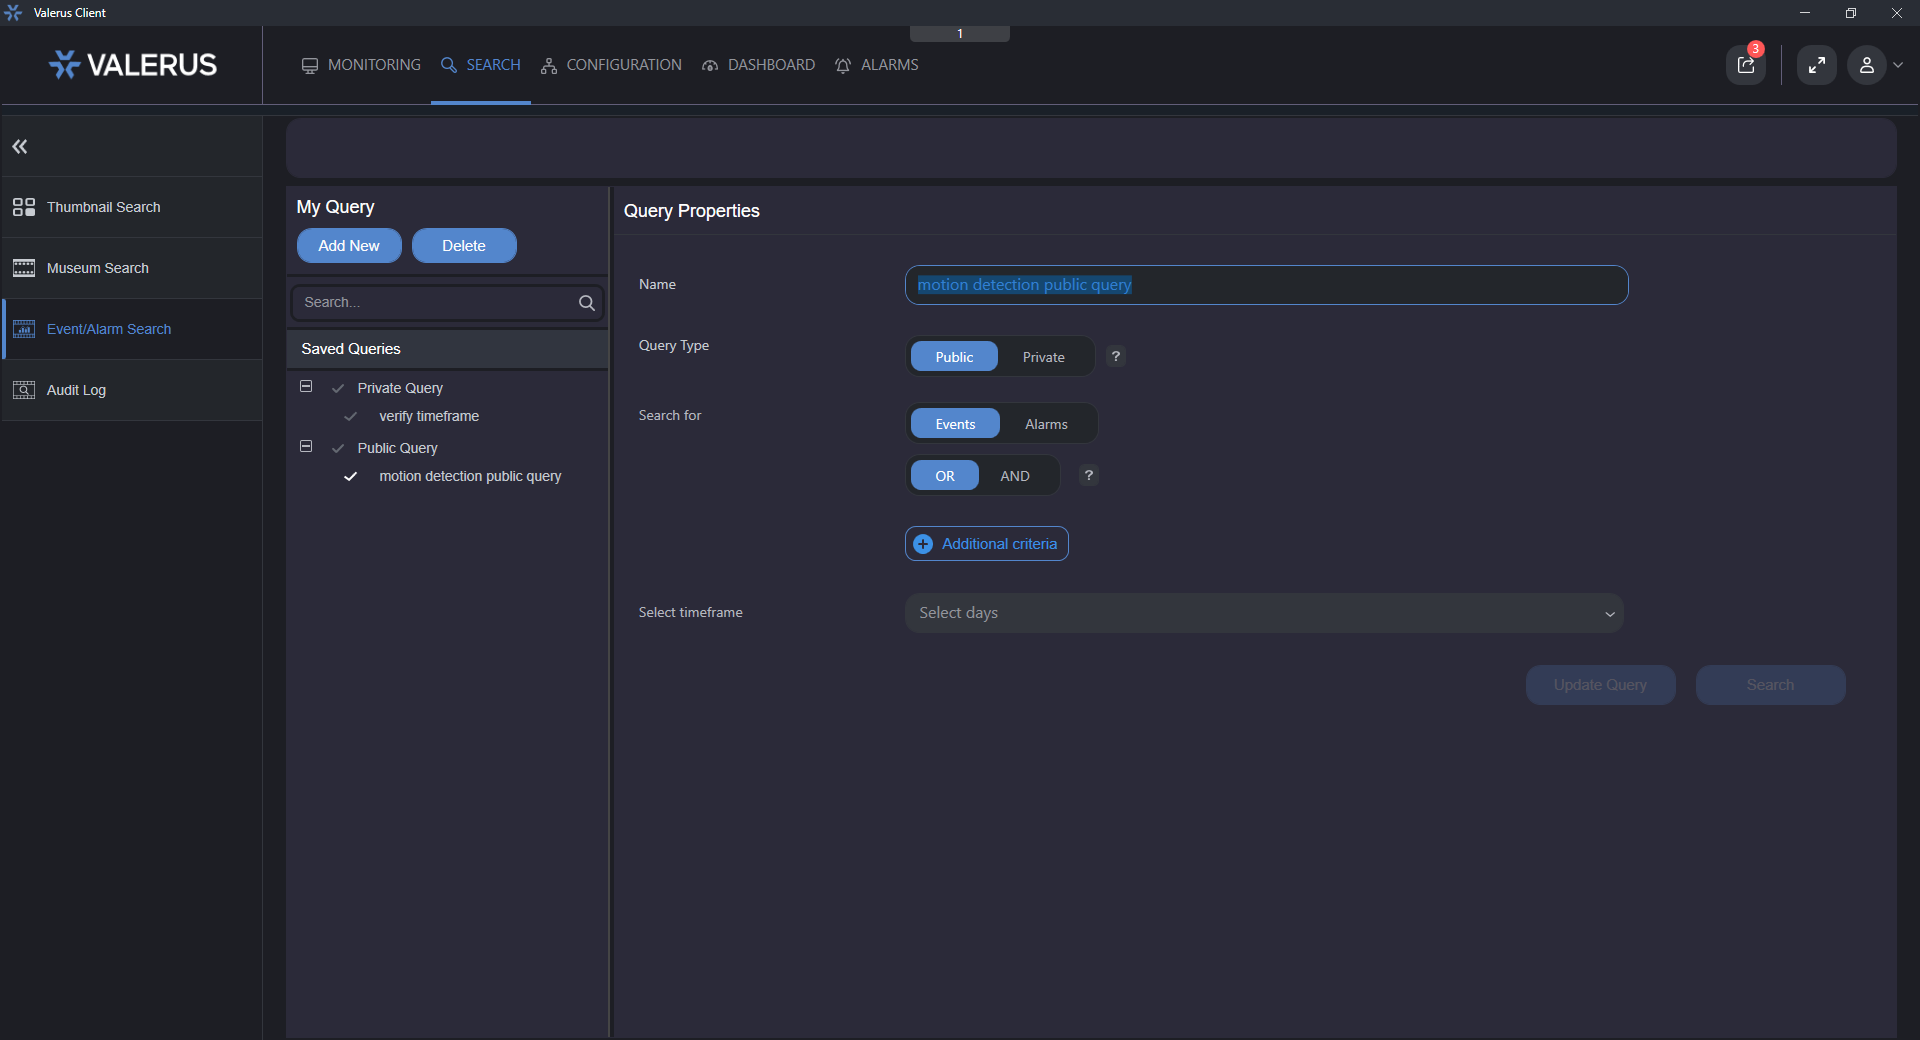 Valerus Client
1
VALERUS
MONITORING
SEARCH
CONFIGURATION
DASHBOARD
ALARMS
3
Thumbnail Search
Museum Search
Event/Alarm Search
Audit Log
My Query
Add New
Delete
Search...
Saved Queries
Private Query
verify timeframe
Public Query
motion detection public query
Query Properties
Name
motion detection public query
Query Type
Public
Private
?
Search for
Events
Alarms
OR
AND
?
Additional criteria
Select timeframe
Select days
Update Query
Search